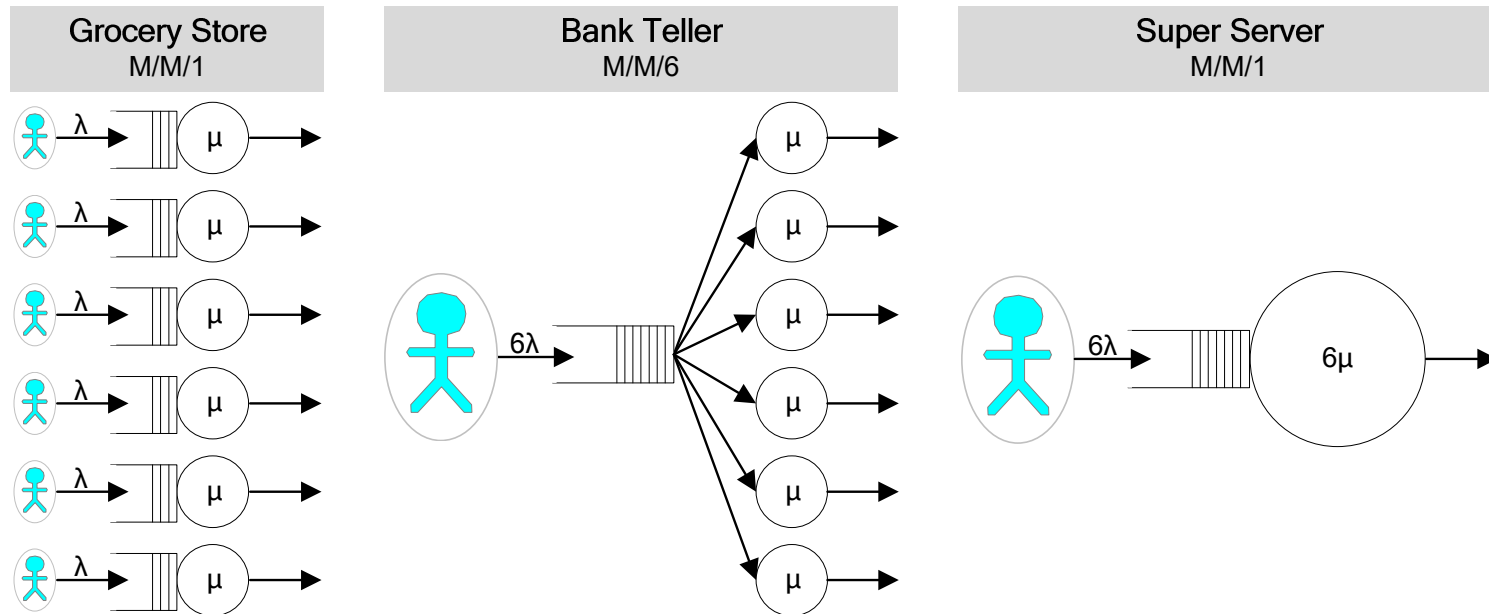 Grocery Store
M/M/1
λ
μ
λ
μ
λ
μ
λ
μ
λ
μ
λ
μ
Bank Teller
M/M/6
6λ
μ
μ
μ
μ
μ
μ
Super Server
M/M/1
6λ
6μ